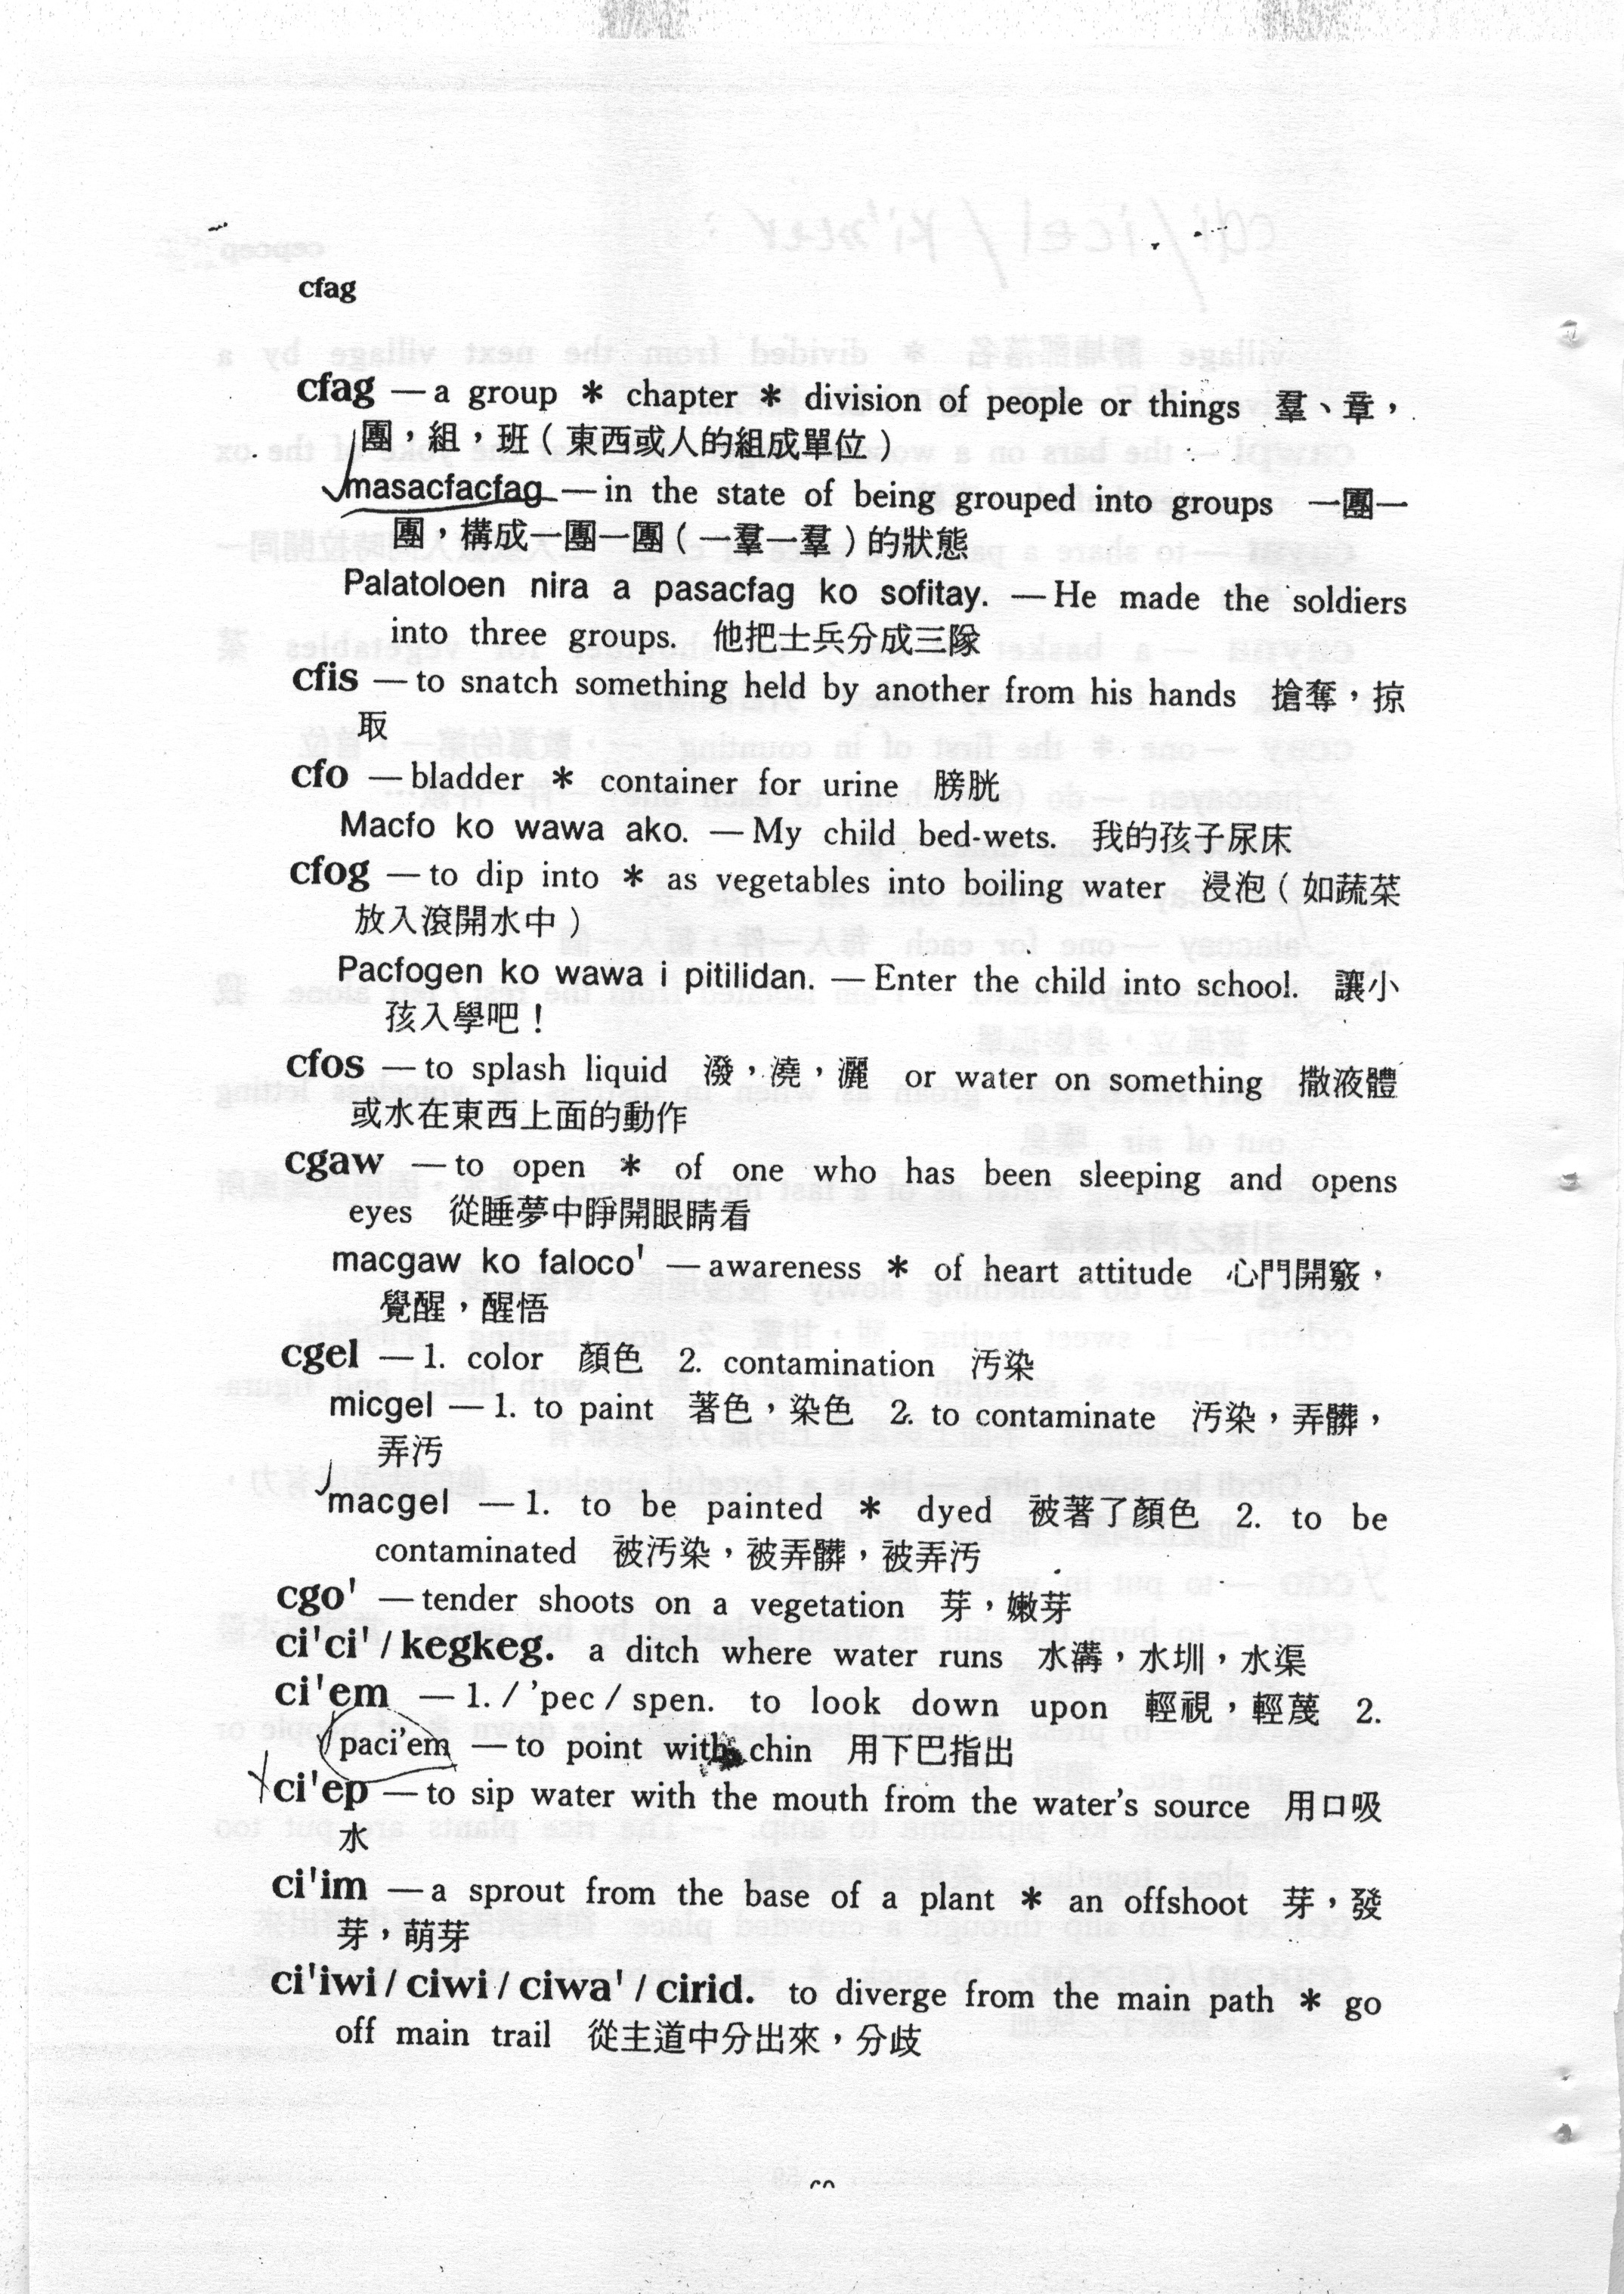 cfag
cfag — a group * chapter * division of people or things 羣、章，
團，組，班（東西或人的組成單位）
masacfacfag — in the state of being grouped into groups 一團一
團，構成一團一團（一羣一羣）的狀態
Palatoloen nira a pasacfag ko sofitay. — He made the soldiers
into three groups. 他把士兵分成三隊
cfis — to snatch something held by another from his hands 搶奪，掠
取
cfo — bladder * container for urine 膀胱
Macfo ko wawa ako. — My child bed-wets. 我的孩子尿床
cfog — to dip into * as vegetables into boiling water 浸泡（如蔬菜
放入滾開水中）
Pacfogen ko wawa i pitilidan. — Enter the child into school. 讓小
孩入學吧！
cfos — to splash liquid 潑，澆，灑 or water on something 撒液體
或水在東西上面的動作
cgaw — to open * of one who has been sleeping and opens
eyes 從睡夢中睜開眼睛看
macgaw ko faloco' — awareness * of heart attitude 心門開竅，
覺醒，醒悟
cgel — 1. color 顏色 2. contamination 汚染
micgel — 1. to paint 著色，染色 2. to contaminate 汚染，弄髒，
弄汚
macgel — 1. to be painted * dyed 被著了顏色 2. to be
contaminated 被汚染，被弄髒，被弄汚
cgo' — tender shoots on a vegetation 芽，嫩芽
ci'ci' / kegkeg. a ditch where water runs 水溝，水圳，水渠
ci'em — 1. / 'pec / spen. to look down upon 輕視，輕蔑 2.
paci'em — to point with chin 用下巴指出
ci'ep — to sip water with the mouth from the water's source 用口吸
水
ci'im — a sprout from the base of a plant * an offshoot 芽，發
芽，萌芽
ci'iwi / ciwi / ciwa' / cirid. to diverge from the main path * go
off main trail 從主道中分出來，分歧